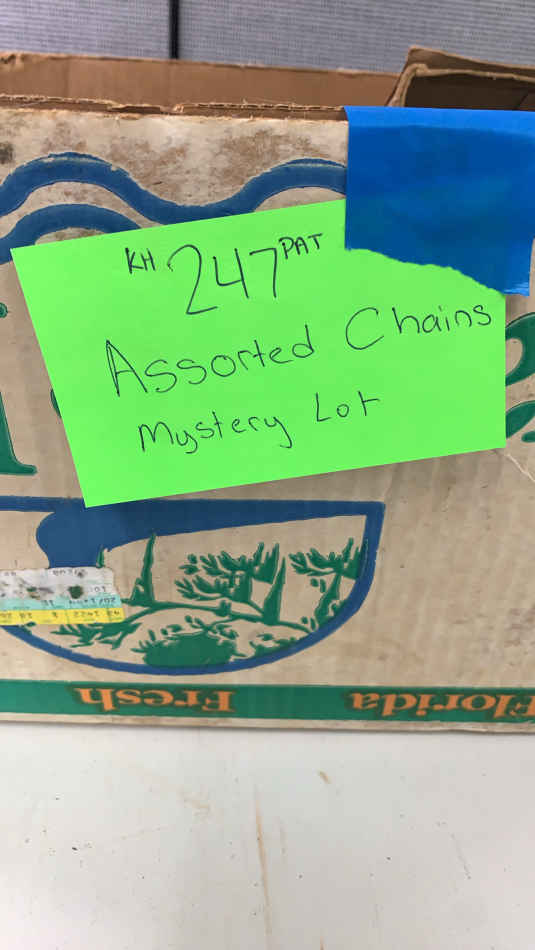 KH 247 PAT
Assorted Chains
Mystery Lot
Florida Fresh